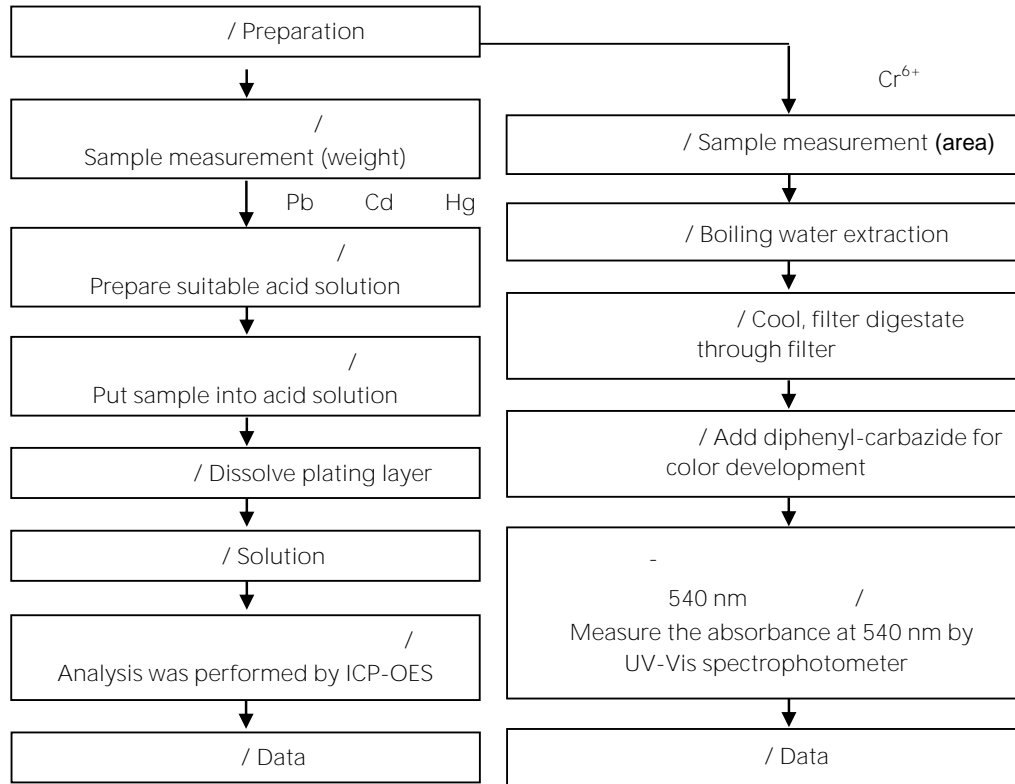 / Preparation
/
Sample measurement (weight)
Pb Cd Hg
/
Prepare suitable acid solution
/
Put sample into acid solution
/ Dissolve plating layer
/ Solution
/
Analysis was performed by ICP-OES
/ Data
Cr⁶⁺
/ Sample measurement (area)
/ Boiling water extraction
/ Cool, filter digestate
through filter
/ Add diphenyl-carbazide for
color development
-
540 nm /
Measure the absorbance at 540 nm by
UV-Vis spectrophotometer
/ Data